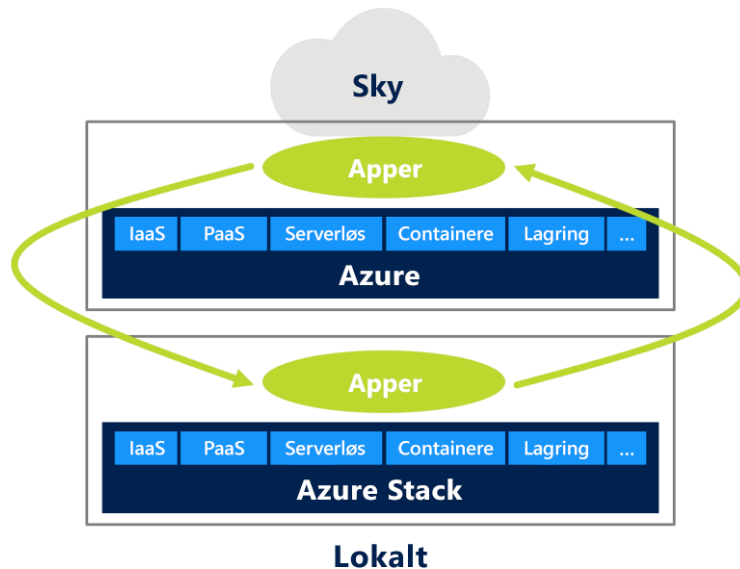 Sky
Apper
IaaS PaaS Serverløs Containere Lagring ...
Azure
Apper
IaaS PaaS Serverløs Containere Lagring ...
Azure Stack
Lokalt